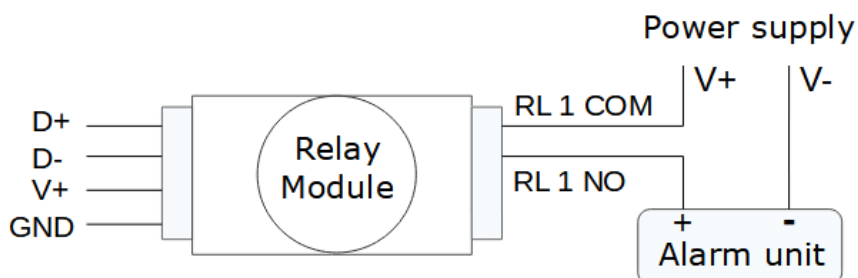 Power supply
V+
V-
RL 1 COM
D+
D-
V+
GND
Relay
Module
RL 1 NO
+
-
Alarm unit